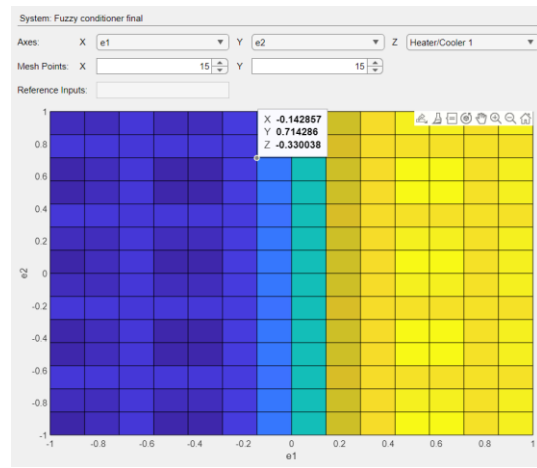 System: Fuzzy conditioner final
Axes: X e1 Y e2 Z Heater/Cooler 1
Mesh Points: X 15 Y 15
Reference Inputs:
X -0.142857
Y 0.714286
Z -0.330038
1
0.8
0.6
0.4
0.2
0
-0.2
-0.4
-0.6
-0.8
-1
e2
-1 -0.8 -0.6 -0.4 -0.2 0 0.2 0.4 0.6 0.8 1
e1